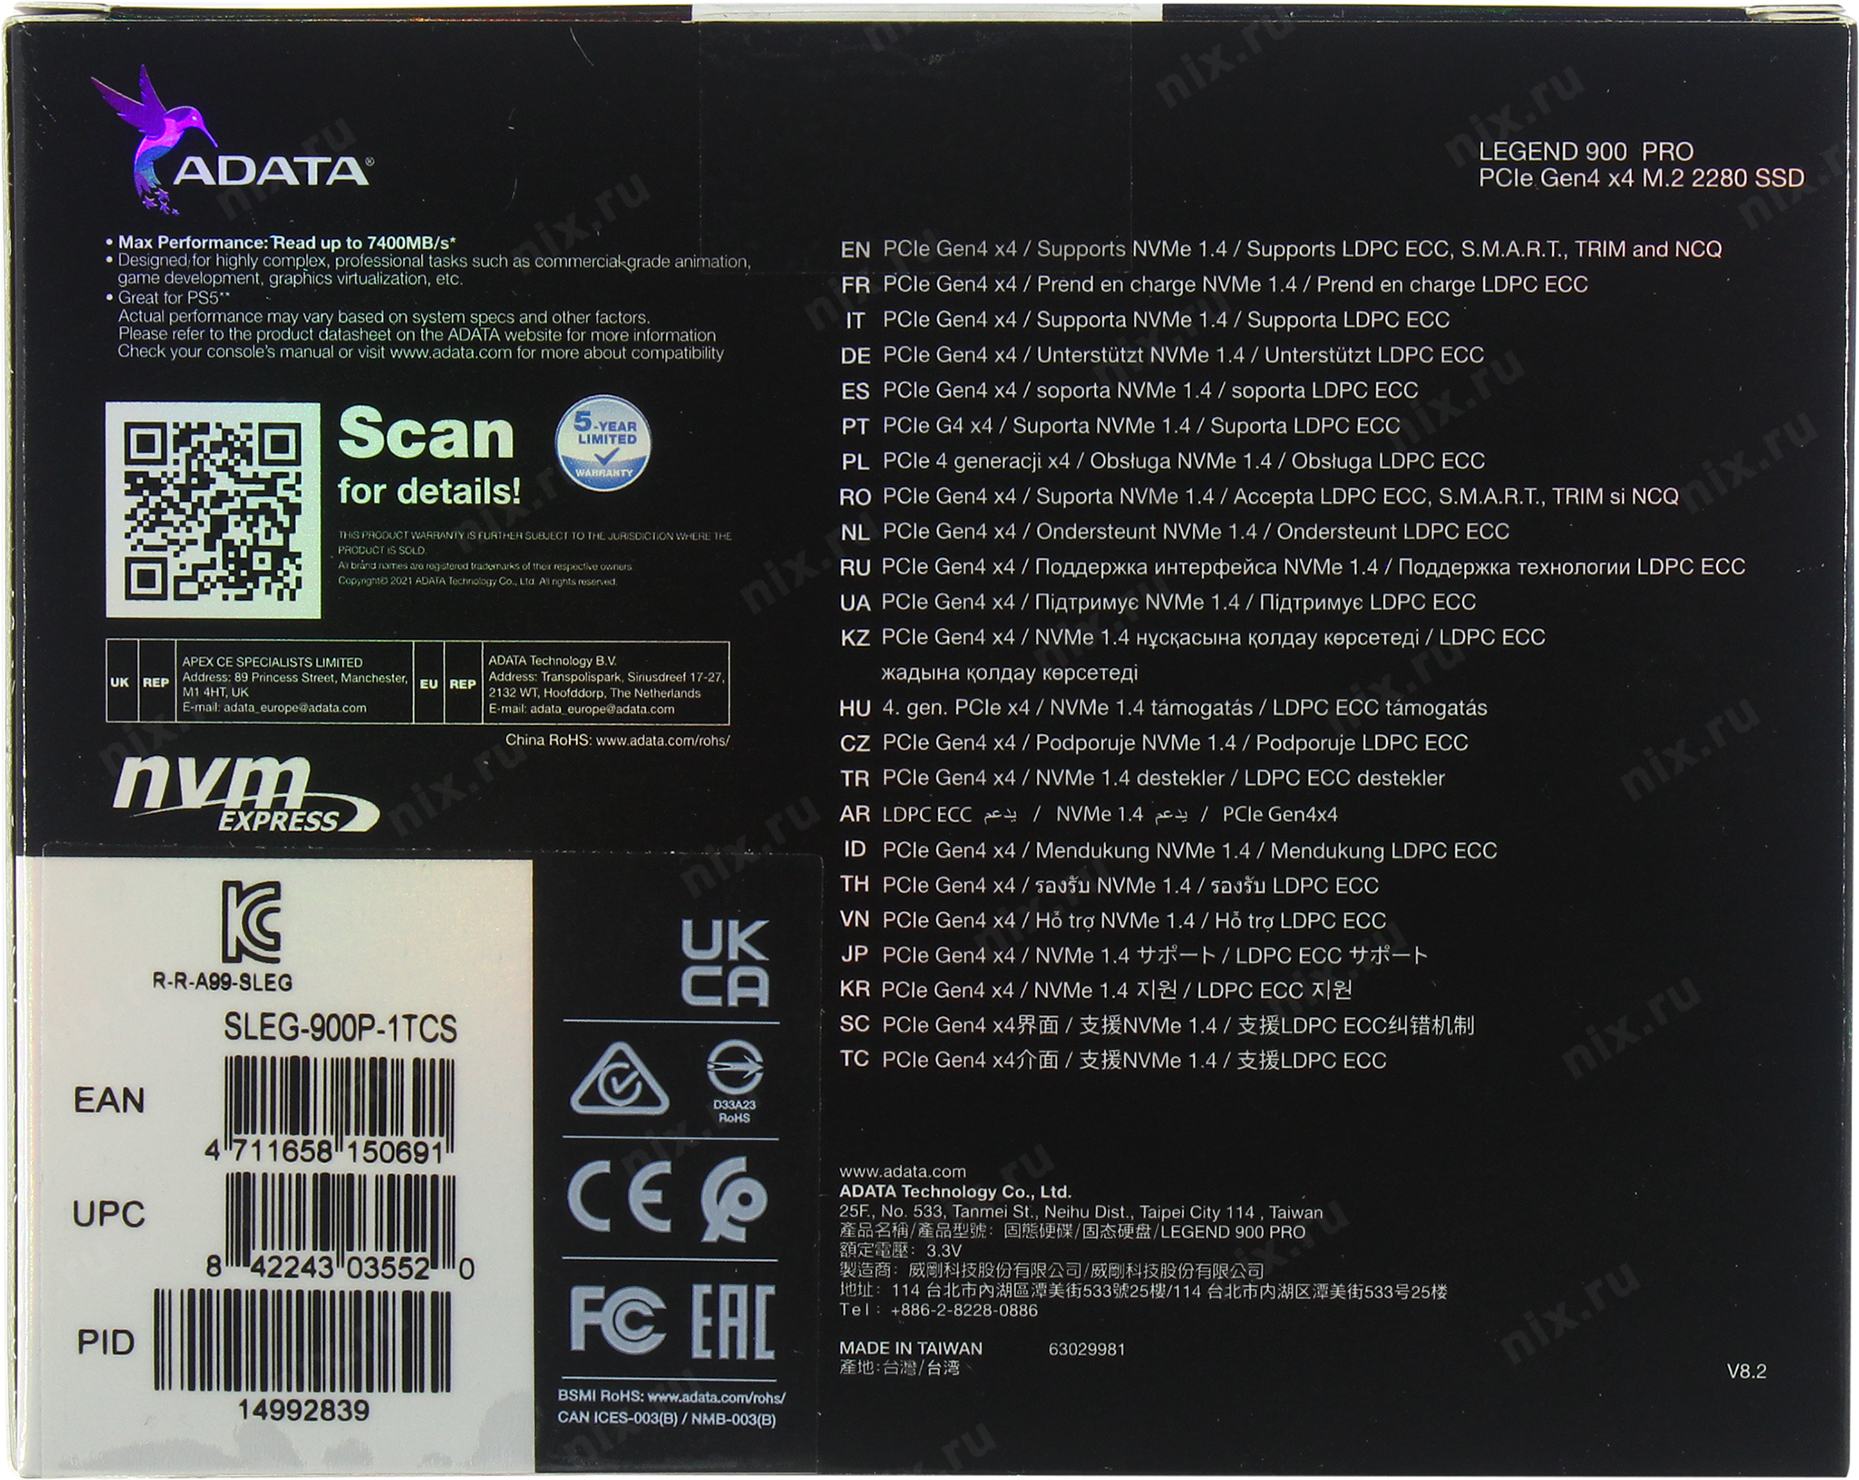 ADATA®
LEGEND 900 PRO
PCIe Gen4 x4 M.2 2280 SSD
• Max Performance: Read up to 7400MB/s*
• Designed for highly complex, professional tasks such as commercial-grade animation,
game development, graphics virtualization, etc.
• Great for PS5**
Actual performance may vary based on system specs and other factors.
Please refer to the product datasheet on the ADATA website for more information
Check your console's manual or visit www.adata.com for more about compatibility
Scan
for details!
5-YEAR
LIMITED
WARRANTY
THIS PRODUCT WARRANTY IS FURTHER SUBJECT TO THE JURISDICTION WHERE THE
PRODUCT IS SOLD.
All brand names are registered trademarks of their respective owners.
Copyright© 2021 ADATA Technology Co., Ltd. All rights reserved.
UK REP
APEX CE SPECIALISTS LIMITED
Address: 89 Princess Street, Manchester,
M1 4HT, UK
E-mail: adata_europe@adata.com
EU REP
ADATA Technology B.V.
Address: Transpolispark, Siriusdreef 17-27,
2132 WT, Hoofddorp, The Netherlands
E-mail: adata_europe@adata.com
China RoHS: www.adata.com/rohs/
nvm
EXPRESS
R-R-A99-SLEG
SLEG-900P-1TCS
EAN
4 711658 150691
UPC
8 42243 03552 0
PID
14992839
UK
CA
D33A23
RoHS
CE
FC
EAC
BSMI RoHS: www.adata.com/rohs/
CAN ICES-003(B) / NMB-003(B)
EN PCIe Gen4 x4 / Supports NVMe 1.4 / Supports LDPC ECC, S.M.A.R.T., TRIM and NCQ
FR PCIe Gen4 x4 / Prend en charge NVMe 1.4 / Prend en charge LDPC ECC
IT PCIe Gen4 x4 / Supporta NVMe 1.4 / Supporta LDPC ECC
DE PCIe Gen4 x4 / Unterstützt NVMe 1.4 / Unterstützt LDPC ECC
ES PCIe Gen4 x4 / soporta NVMe 1.4 / soporta LDPC ECC
PT PCIe G4 x4 / Suporta NVMe 1.4 / Suporta LDPC ECC
PL PCIe 4 generacji x4 / Obsługa NVMe 1.4 / Obsługa LDPC ECC
RO PCIe Gen4 x4 / Suporta NVMe 1.4 / Accepta LDPC ECC, S.M.A.R.T., TRIM si NCQ
NL PCIe Gen4 x4 / Ondersteunt NVMe 1.4 / Ondersteunt LDPC ECC
RU PCIe Gen4 x4 / Поддержка интерфейса NVMe 1.4 / Поддержка технологии LDPC ECC
UA PCIe Gen4 x4 / Підтримує NVMe 1.4 / Підтримує LDPC ECC
KZ PCIe Gen4 x4 / NVMe 1.4 нұсқасына қолдау көрсетеді / LDPC ECC
жадына қолдау көрсетеді
HU 4. gen. PCIe x4 / NVMe 1.4 támogatás / LDPC ECC támogatás
CZ PCIe Gen4 x4 / Podporuje NVMe 1.4 / Podporuje LDPC ECC
TR PCIe Gen4 x4 / NVMe 1.4 destekler / LDPC ECC destekler
AR LDPC ECC يدعم / NVMe 1.4 يدعم / PCIe Gen4x4
ID PCIe Gen4 x4 / Mendukung NVMe 1.4 / Mendukung LDPC ECC
TH PCIe Gen4 x4 / รองรับ NVMe 1.4 / รองรับ LDPC ECC
VN PCIe Gen4 x4 / Hỗ trợ NVMe 1.4 / Hỗ trợ LDPC ECC
JP PCIe Gen4 x4 / NVMe 1.4 サポート / LDPC ECC サポート
KR PCIe Gen4 x4 / NVMe 1.4 지원 / LDPC ECC 지원
SC PCIe Gen4 x4界面 / 支援NVMe 1.4 / 支援LDPC ECC纠错机制
TC PCIe Gen4 x4介面 / 支援NVMe 1.4 / 支援LDPC ECC
www.adata.com
ADATA Technology Co., Ltd.
25F., No. 533, Tanmei St., Neihu Dist., Taipei City 114 , Taiwan
產品名稱/產品型號: 固態硬碟/固态硬盘/LEGEND 900 PRO
額定電壓: 3.3V
製造商: 威剛科技股份有限公司/威剛科技股份有限公司
地址: 114 台北市內湖區潭美街533號25樓/114 台北市内湖区潭美街533号25楼
Tel: +886-2-8228-0886
MADE IN TAIWAN 63029981
產地:台灣/台湾
V8.2
nix.ru